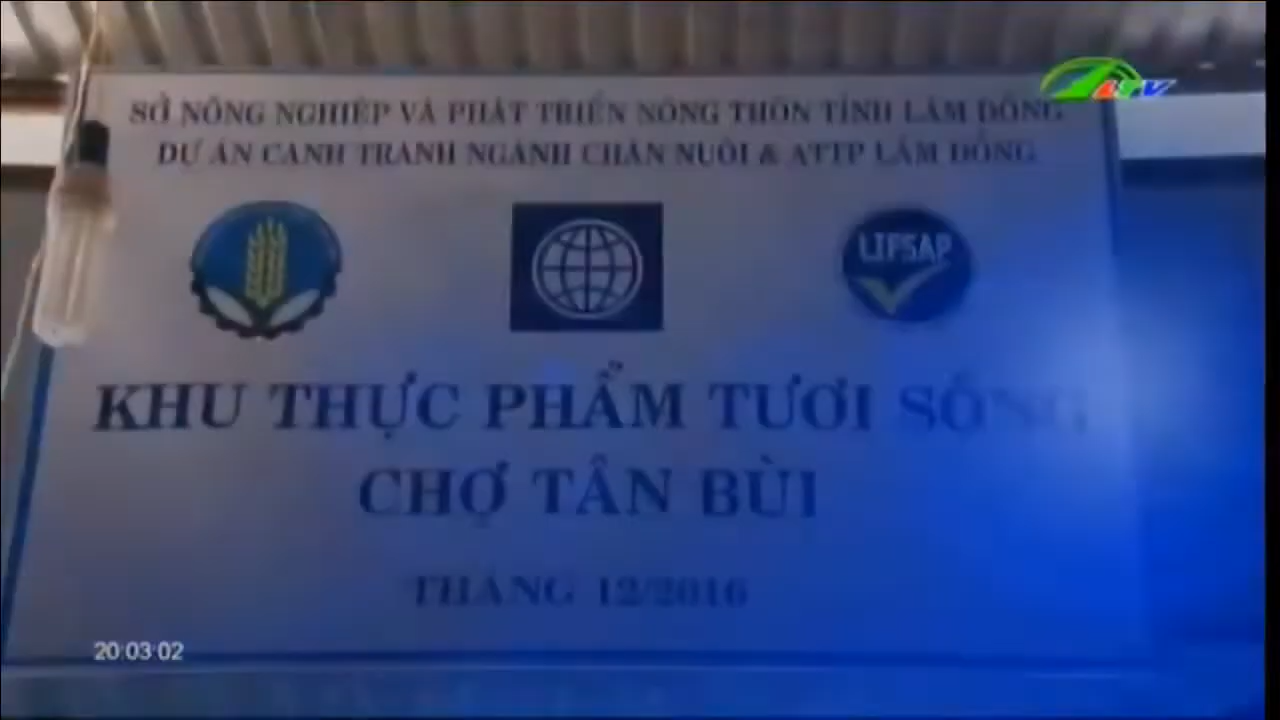 LTV
SỞ NÔNG NGHIỆP VÀ PHÁT TRIỂN NÔNG THÔN TỈNH LÂM ĐỒNG
DỰ ÁN CẠNH TRANH NGÀNH CHĂN NUÔI & ATTP LÂM ĐỒNG
LIFSAP
KHU THỰC PHẨM TƯƠI SỐNG
CHỢ TÂN BÙI
THÁNG 12/2016
20:03:02